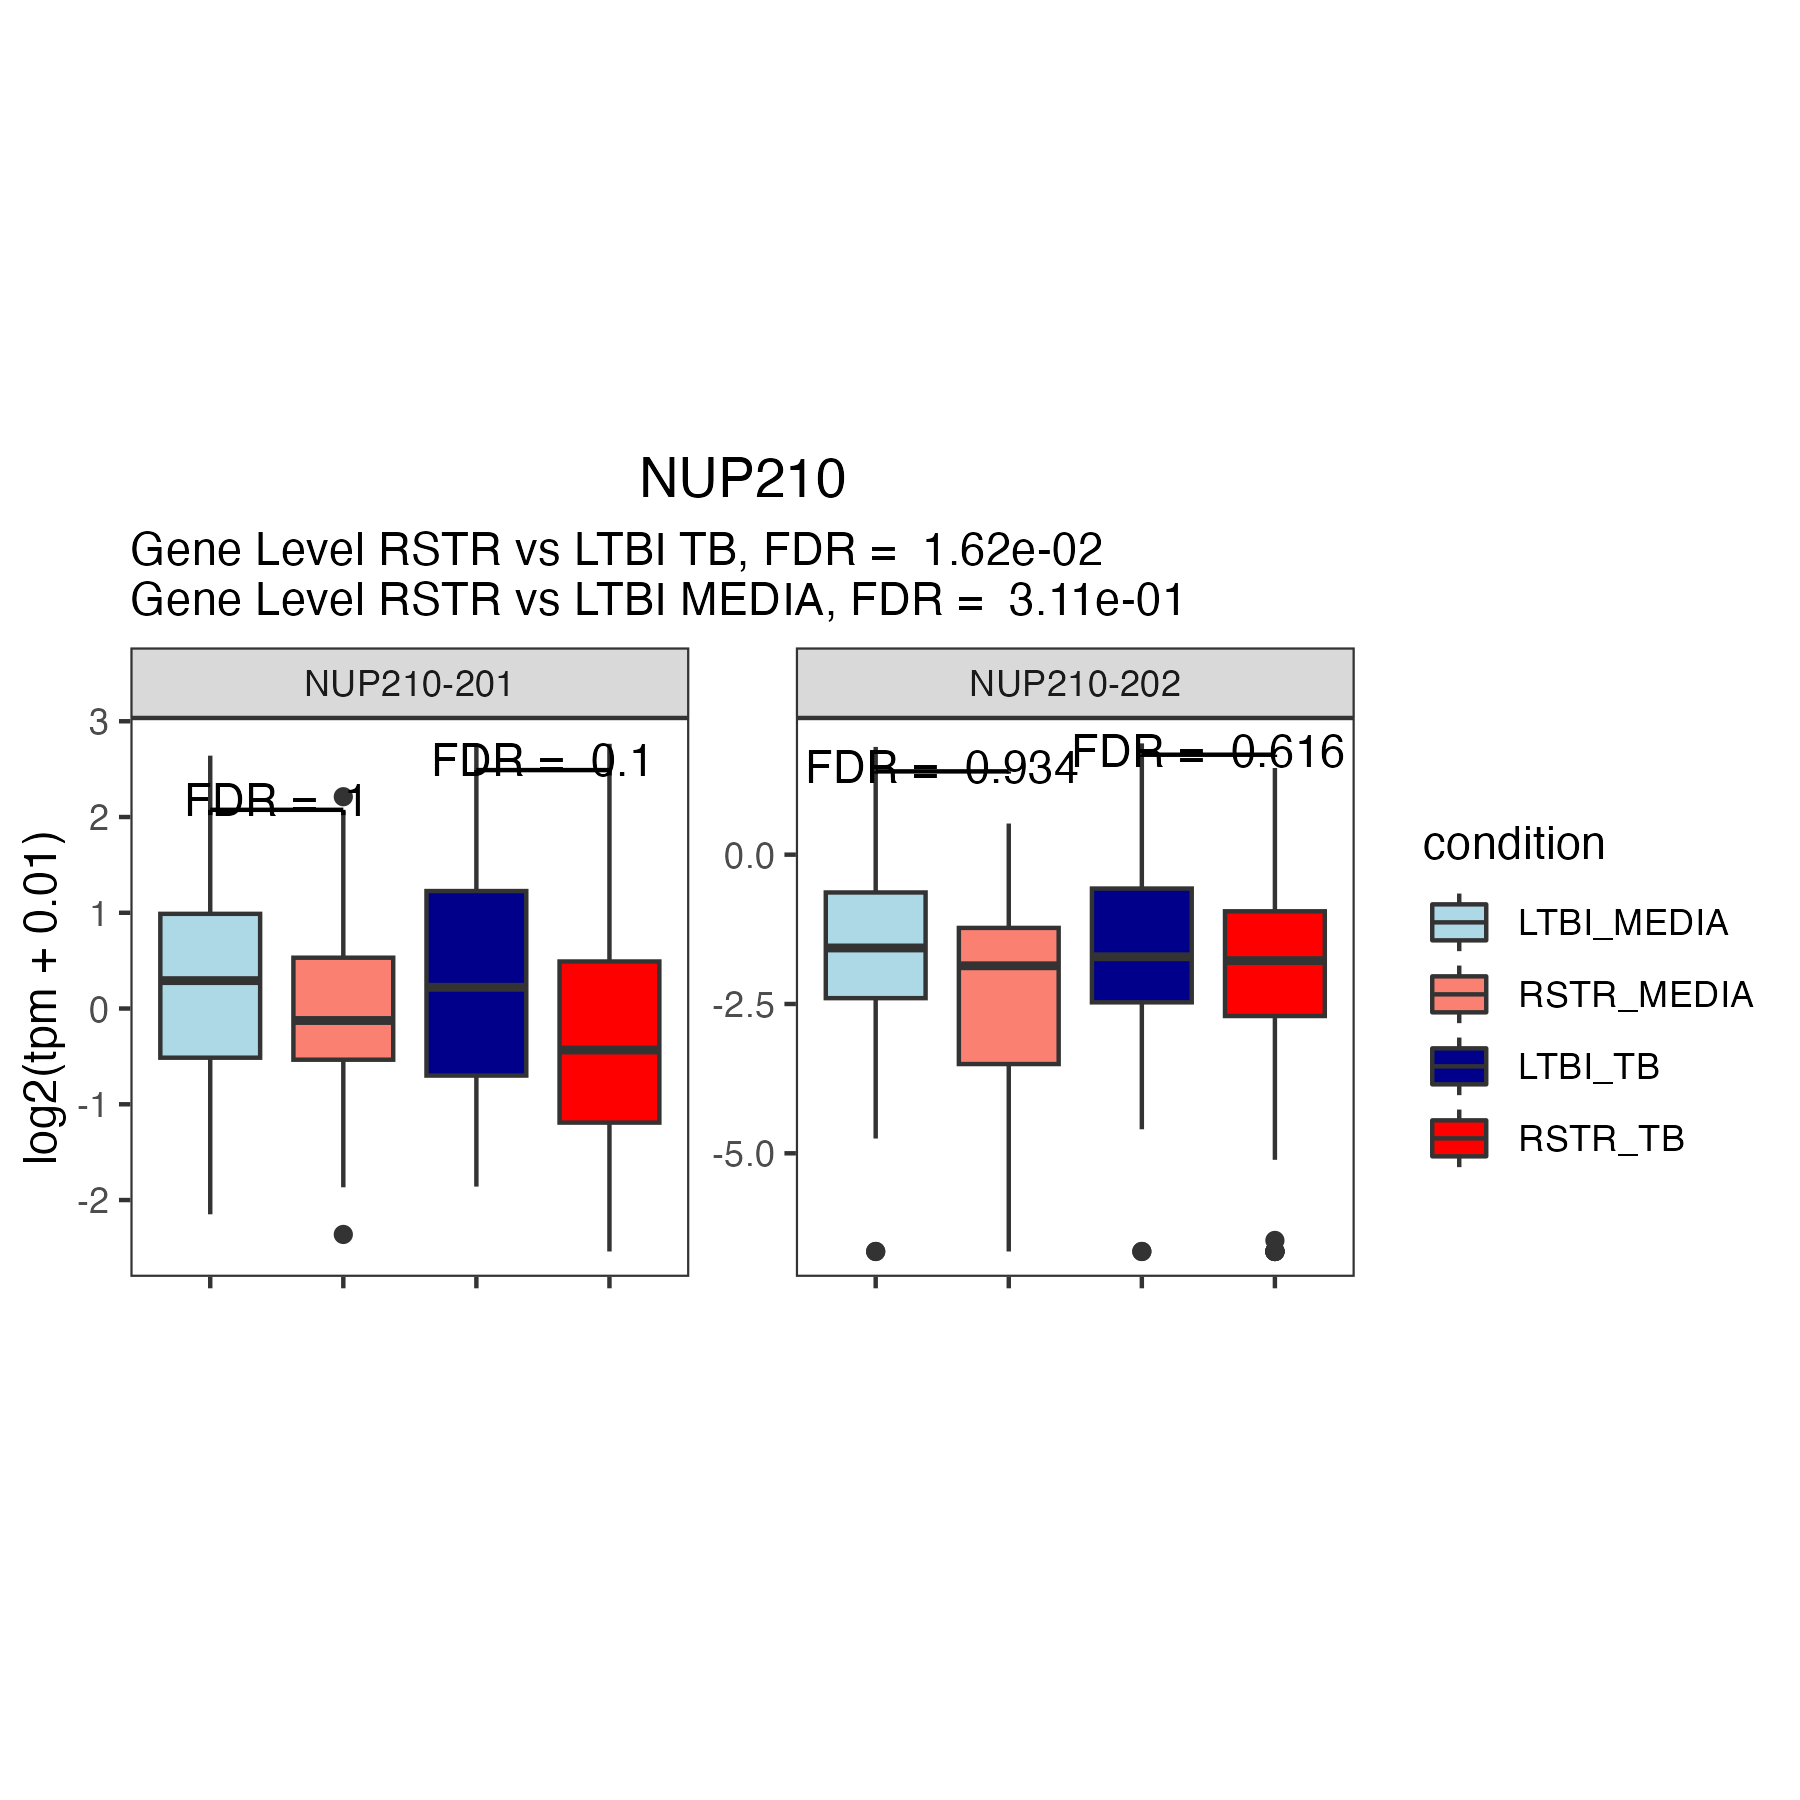 NUP210
Gene Level RSTR vs LTBI TB, FDR =  1.62e-02
Gene Level RSTR vs LTBI MEDIA, FDR =  3.11e-01
NUP210-201
NUP210-202
log2(tpm + 0.01)
3
2
1
0
-1
-2
FDR =  1
FDR =  0.1
0.0
-2.5
-5.0
FDR =  0.934
FDR =  0.616
condition
LTBI_MEDIA
RSTR_MEDIA
LTBI_TB
RSTR_TB